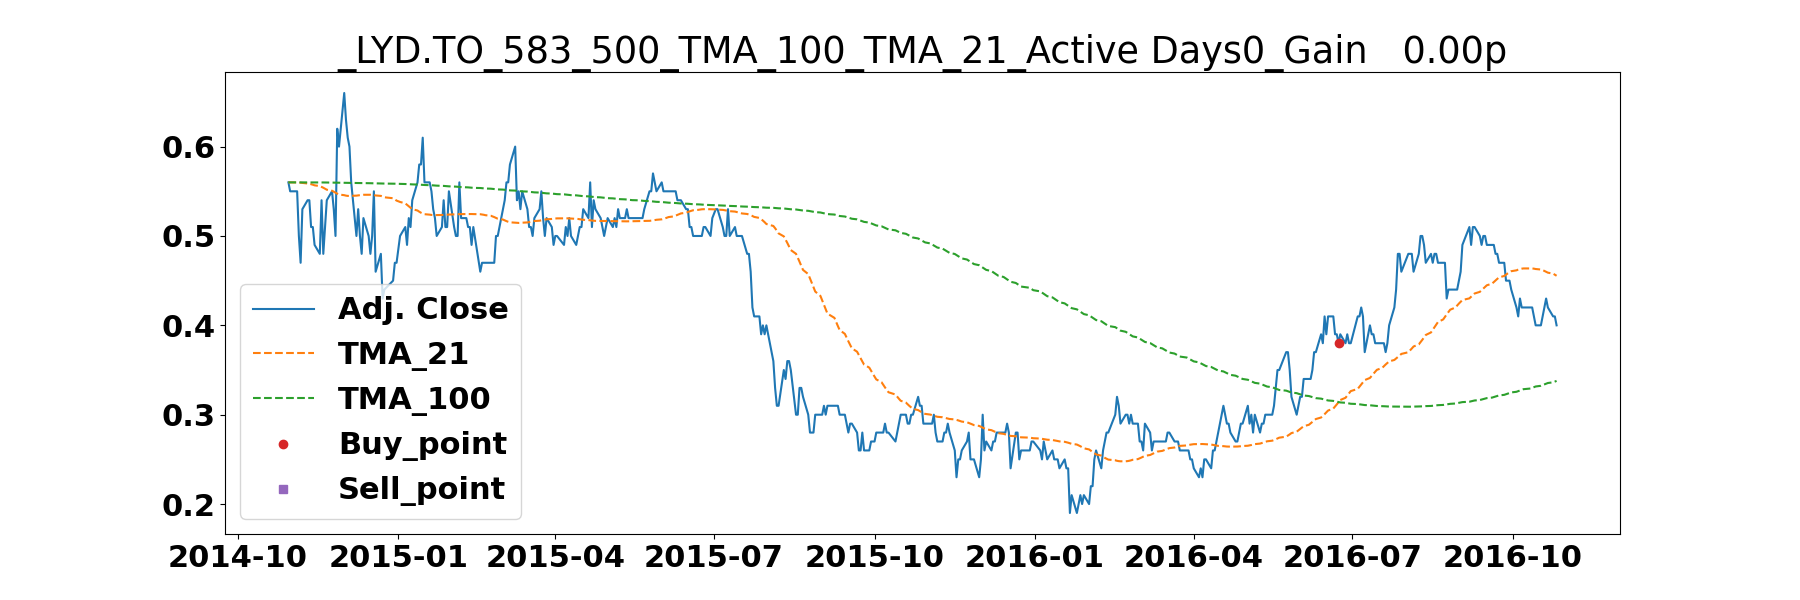 _LYD.TO_583_500_TMA_100_TMA_21_Active Days0_Gain   0.00p
0.6
0.5
0.4
0.3
0.2
Adj. Close
TMA_21
TMA_100
Buy_point
Sell_point
2014-10 2015-01 2015-04 2015-07 2015-10 2016-01 2016-04 2016-07 2016-10